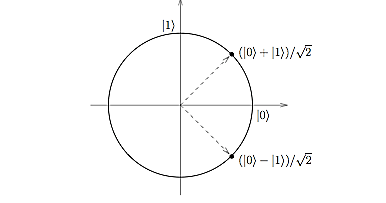 |1⟩
(|0⟩ + |1⟩)/√2
|0⟩
(|0⟩ − |1⟩)/√2